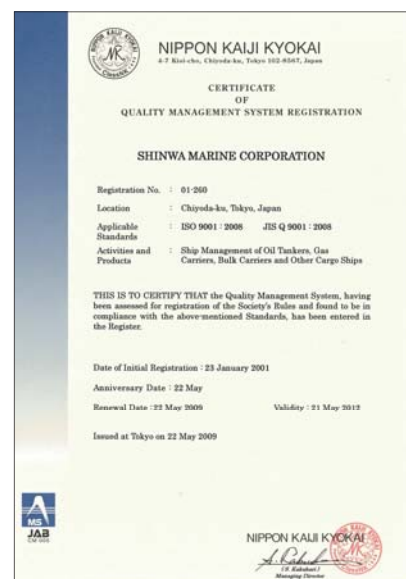 NIPPON KAIJI KYOKAI
4-7 Kioi-cho, Chiyoda-ku, Tokyo 102-8567, Japan
CERTIFICATE
OF
QUALITY MANAGEMENT SYSTEM REGISTRATION
SHINWA MARINE CORPORATION
Registration No. : 01-260
Location : Chiyoda-ku, Tokyo, Japan
Applicable Standards : ISO 9001 : 2008 JIS Q 9001 : 2008
Activities and : Ship Management of Oil Tankers, Gas
Products Carriers, Bulk Carriers and Other Cargo Ships
THIS IS TO CERTIFY THAT the Quality Management System, having
been assessed for registration of the Society's Rules and found to be in
compliance with the above-mentioned Standards, has been entered in
the Register.
Date of Initial Registration : 23 January 2001
Anniversary Date : 22 May
Renewal Date : 22 May 2009 Validity : 21 May 2012
Issued at Tokyo on 22 May 2009
MS
JAB
NIPPON KAIJI KYOKAI
Managing Director